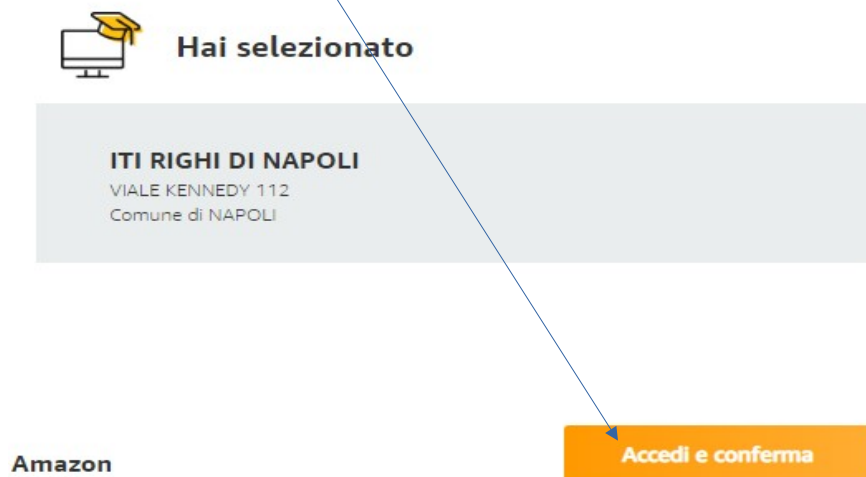 Hai selezionato
ITI RIGHI DI NAPOLI
VIALE KENNEDY 112
Comune di NAPOLI
Accedi e conferma
Amazon